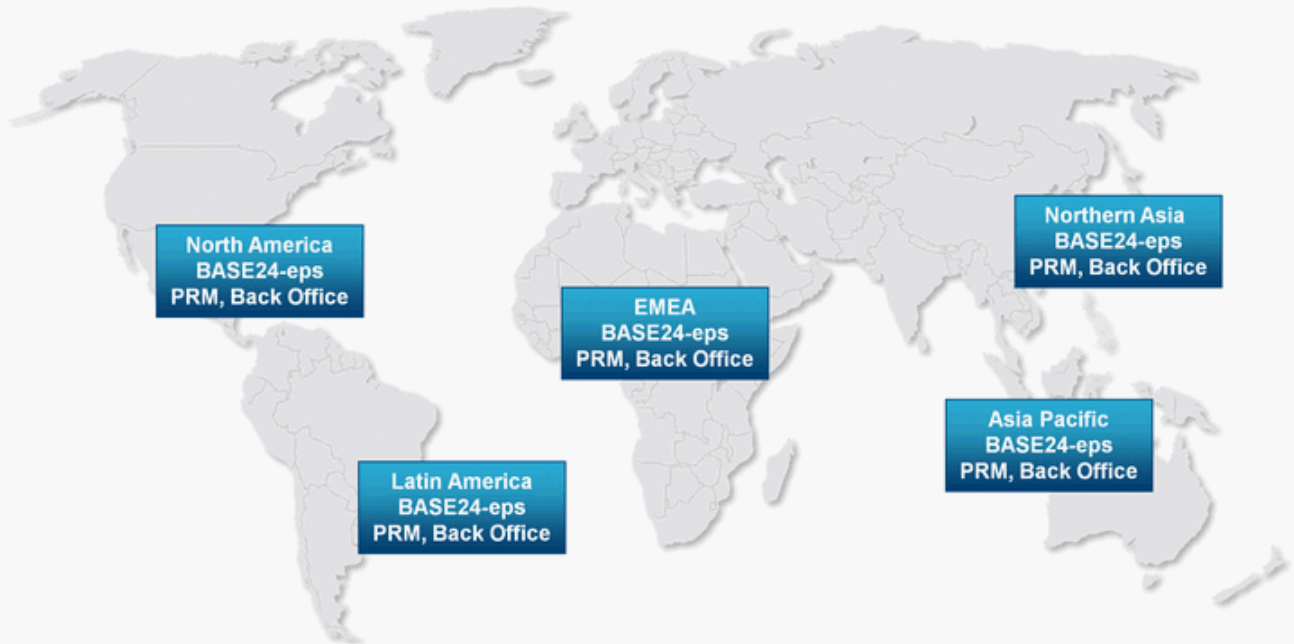 North America
BASE24-eps
PRM, Back Office
Northern Asia
BASE24-eps
PRM, Back Office
EMEA
BASE24-eps
PRM, Back Office
Asia Pacific
BASE24-eps
PRM, Back Office
Latin America
BASE24-eps
PRM, Back Office